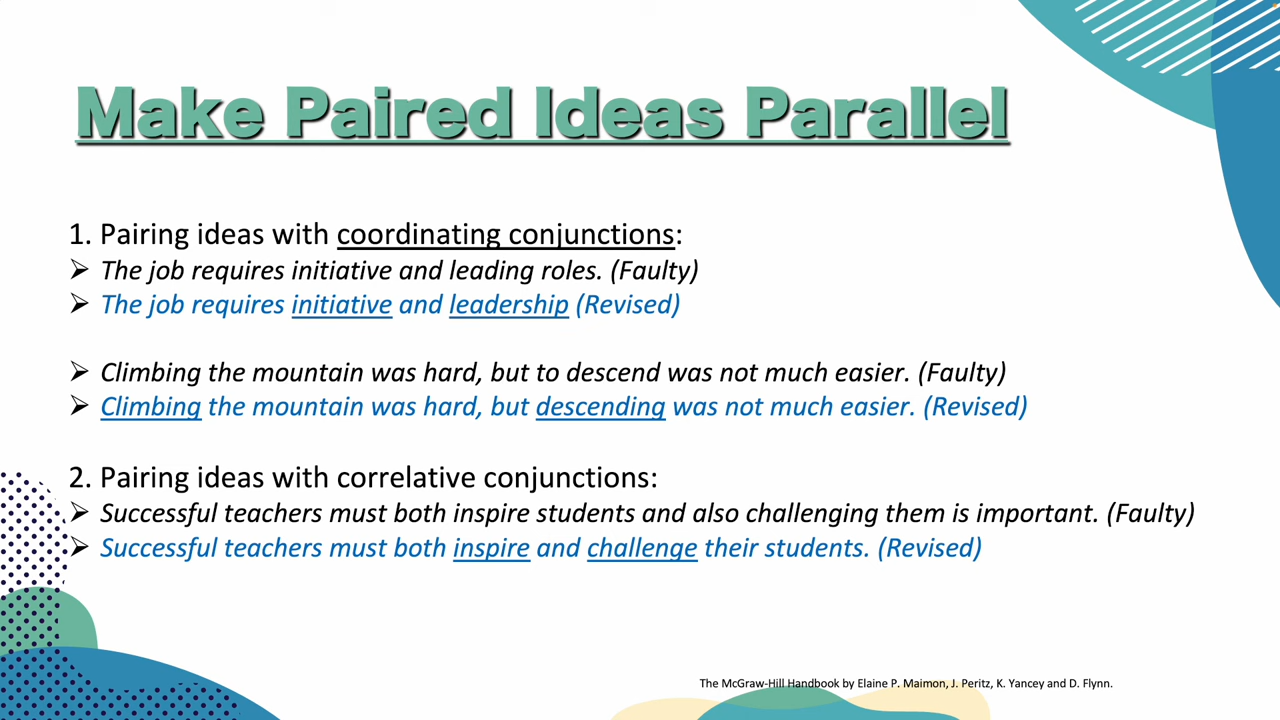 Make Paired Ideas Parallel
1. Pairing ideas with coordinating conjunctions:
➢ The job requires initiative and leading roles. (Faulty)
➢ The job requires initiative and leadership (Revised)
➢ Climbing the mountain was hard, but to descend was not much easier. (Faulty)
➢ Climbing the mountain was hard, but descending was not much easier. (Revised)
2. Pairing ideas with correlative conjunctions:
➢ Successful teachers must both inspire students and also challenging them is important. (Faulty)
➢ Successful teachers must both inspire and challenge their students. (Revised)
The McGraw-Hill Handbook by Elaine P. Maimon, J. Peritz, K. Yancey and D. Flynn.